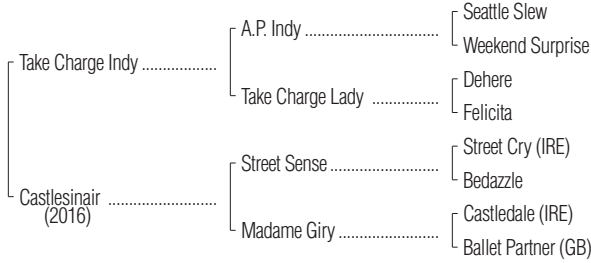 Seattle Slew
A.P. Indy
Weekend Surprise
Take Charge Indy
Dehere
Take Charge Lady
Felicita
Street Cry (IRE)
Street Sense
Bedazzle
Castlesinair
(2016)
Castledale (IRE)
Madame Giry
Ballet Partner (GB)